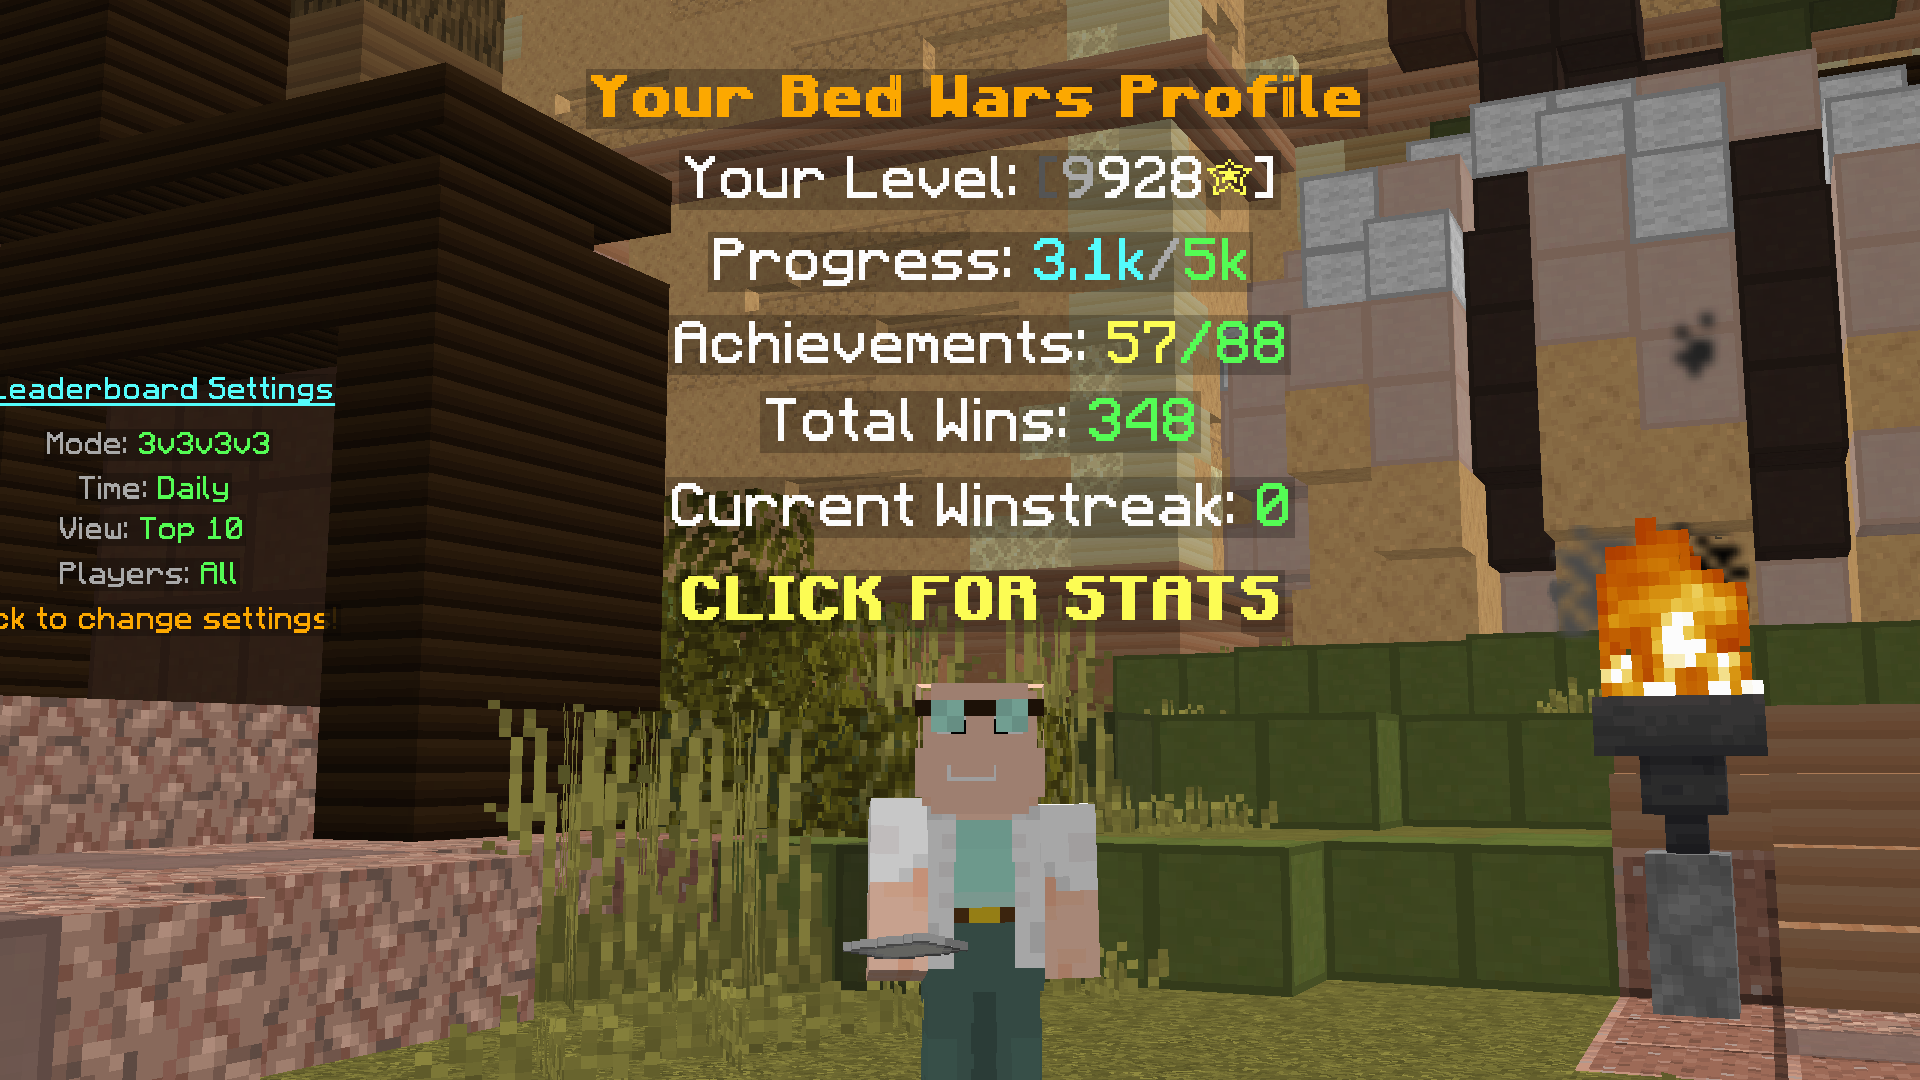 Your Bed Wars Profile
Your Level: [9928✫]
Progress: 3.1k/5k
Achievements: 57/88
Total Wins: 348
Current Winstreak: 0
CLICK FOR STATS
Leaderboard Settings
Mode: 3v3v3v3
Time: Daily
View: Top 10
Players: All
ck to change settings!